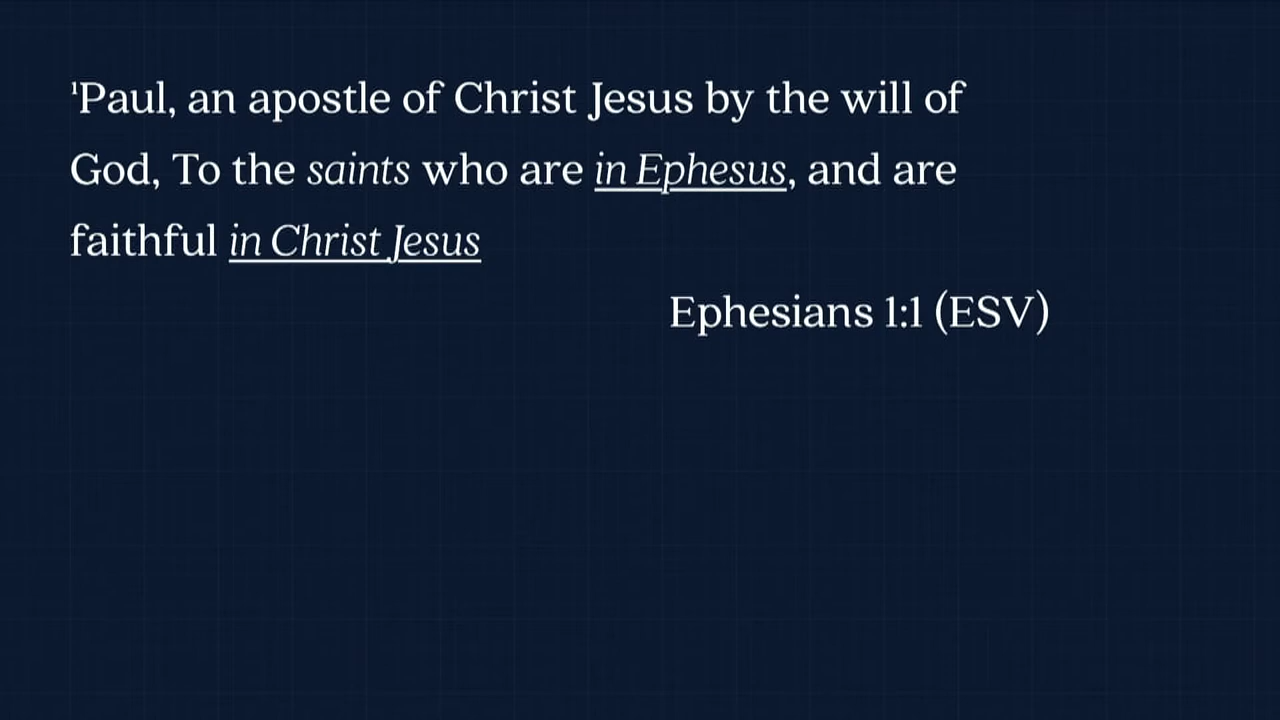 ¹Paul, an apostle of Christ Jesus by the will of
God, To the saints who are in Ephesus, and are
faithful in Christ Jesus
Ephesians 1:1 (ESV)